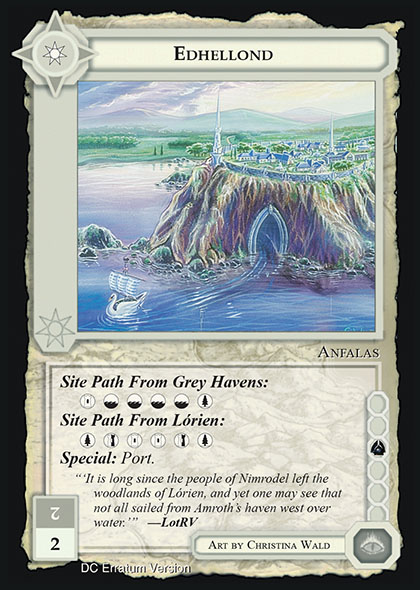 EDHELLOND
ANFALAS
Site Path From Grey Havens:
Site Path From Lórien:
Special: Port.
“‘It is long since the people of Nimrodel left the
woodlands of Lórien, and yet one may see that
not all sailed from Amroth’s haven west over
water.’” —LotRV
2
2
ART BY CHRISTINA WALD
DC Erratum Version